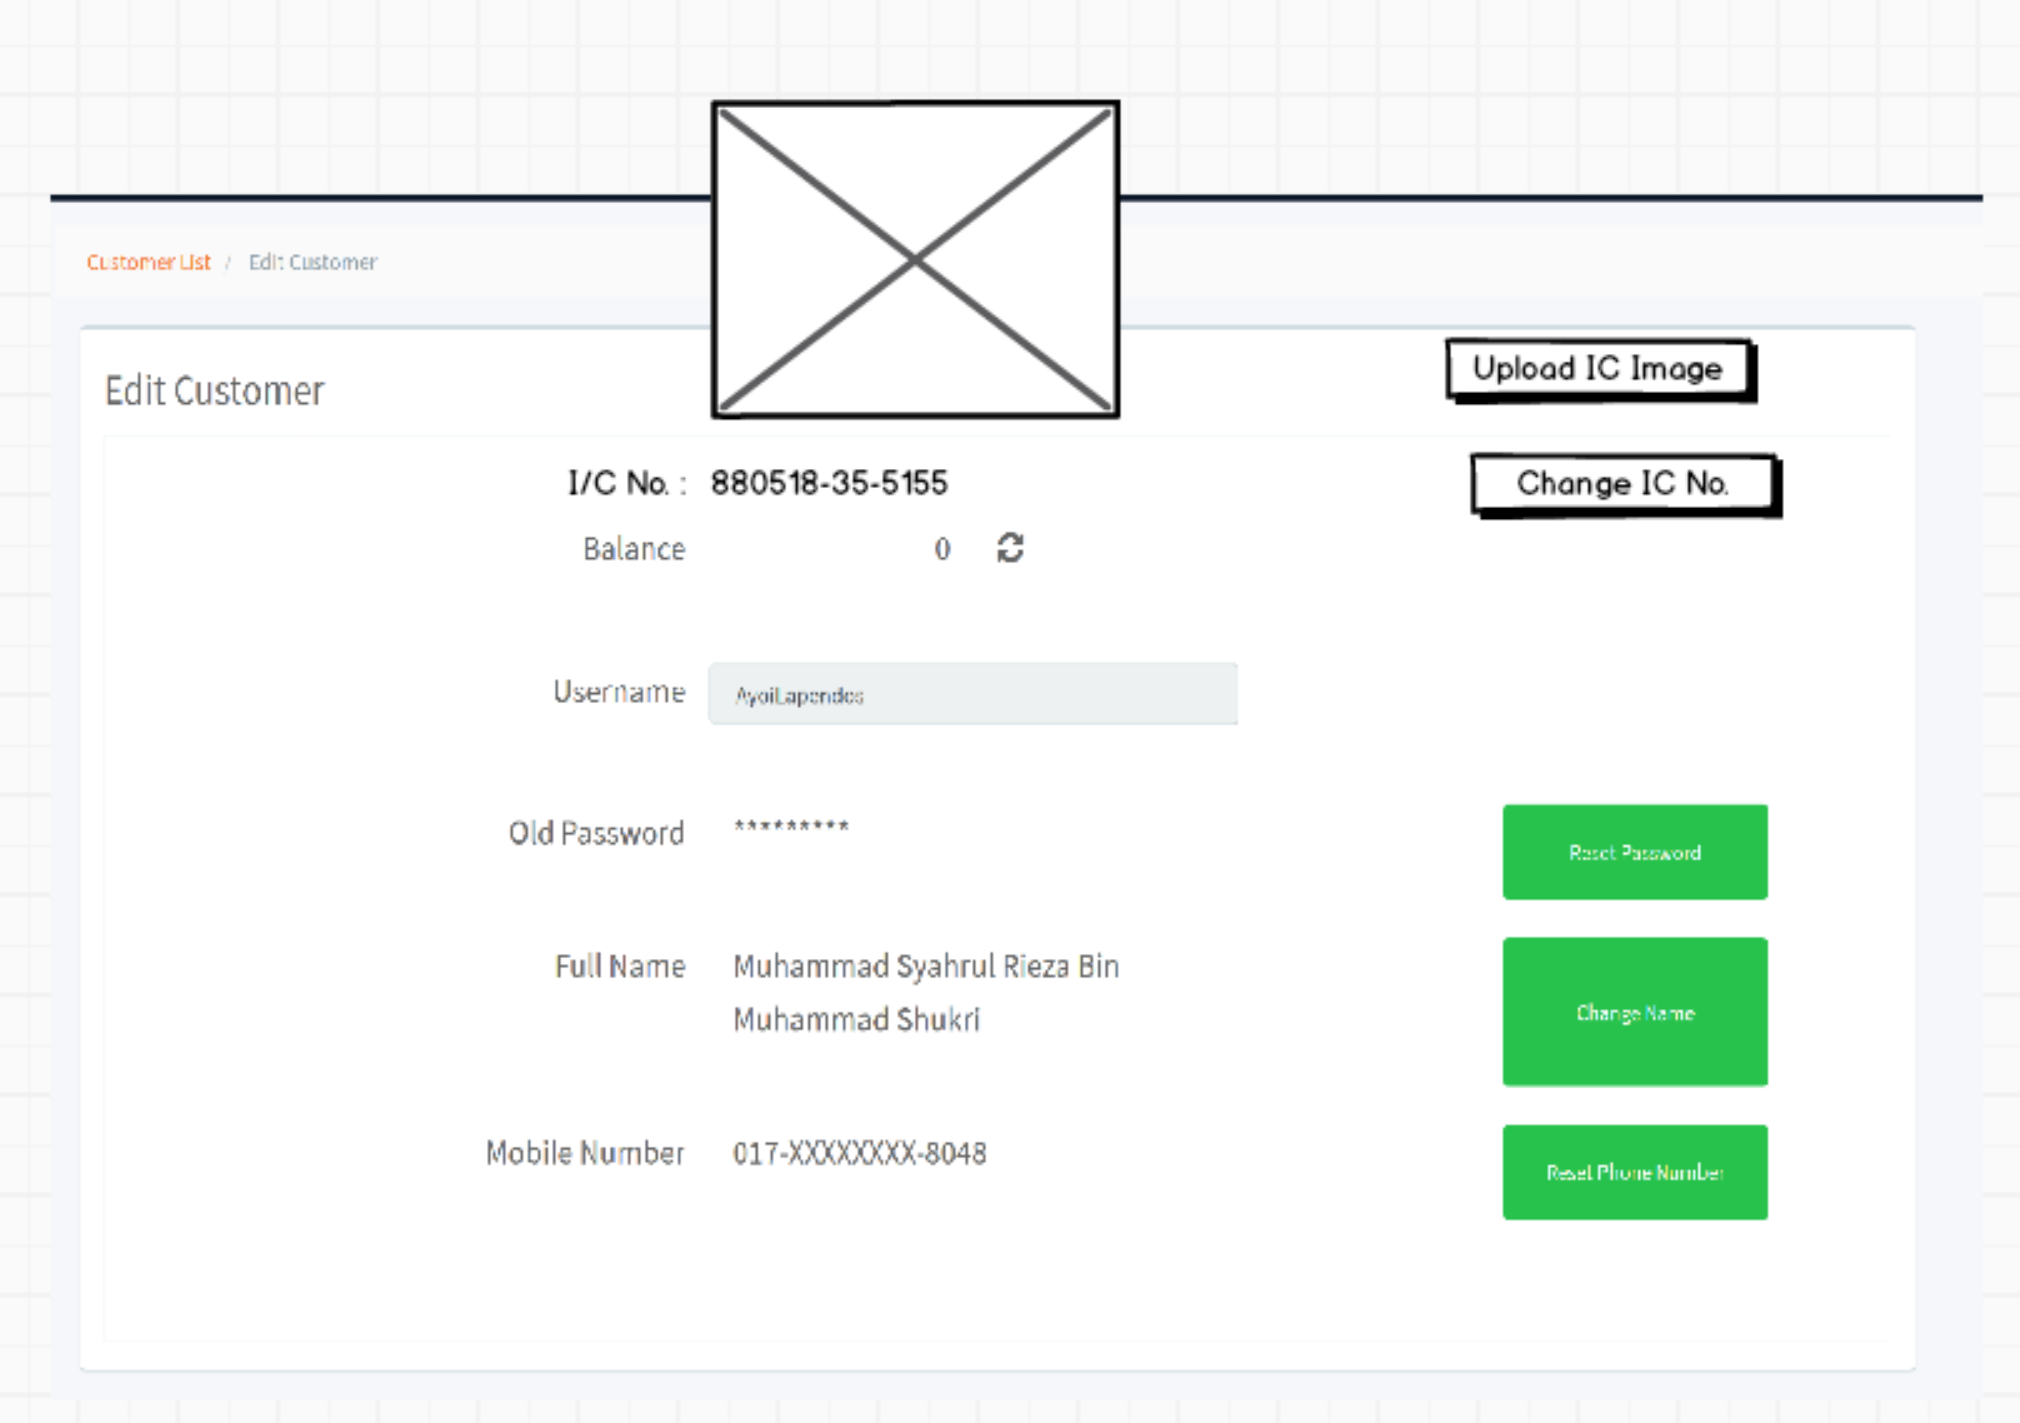 Customer List / Edit Customer
Upload IC Image
Edit Customer
I/C No. : 880518-35-5155
Change IC No.
Balance 0
Username AyoiLapendos
Old Password *********
Reset Password
Full Name Muhammad Syahrul Rieza Bin
Muhammad Shukri
Change Name
Mobile Number 017-XXXXXXXX-8048
Reset Phone Number